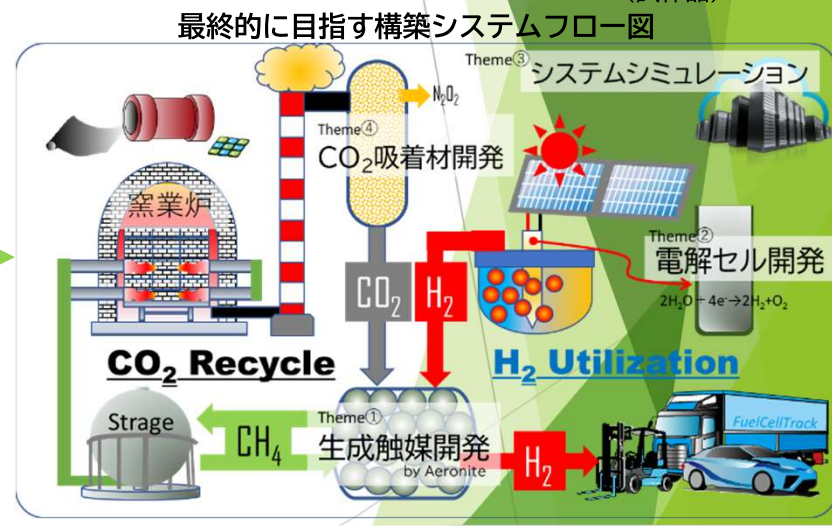 最終的に目指す構築システムフロー図
Theme③
システムシミュレーション
N₂O₂
Theme④
CO₂吸着材開発
窯業炉
Theme②
電解セル開発
2H₂O + 4e⁻→2H₂+O₂
CO₂
H₂
CO₂ Recycle
H₂ Utilization
Strage
CH₄
Theme①
生成触媒開発
by Aeronite
H₂
FuelCellTrack